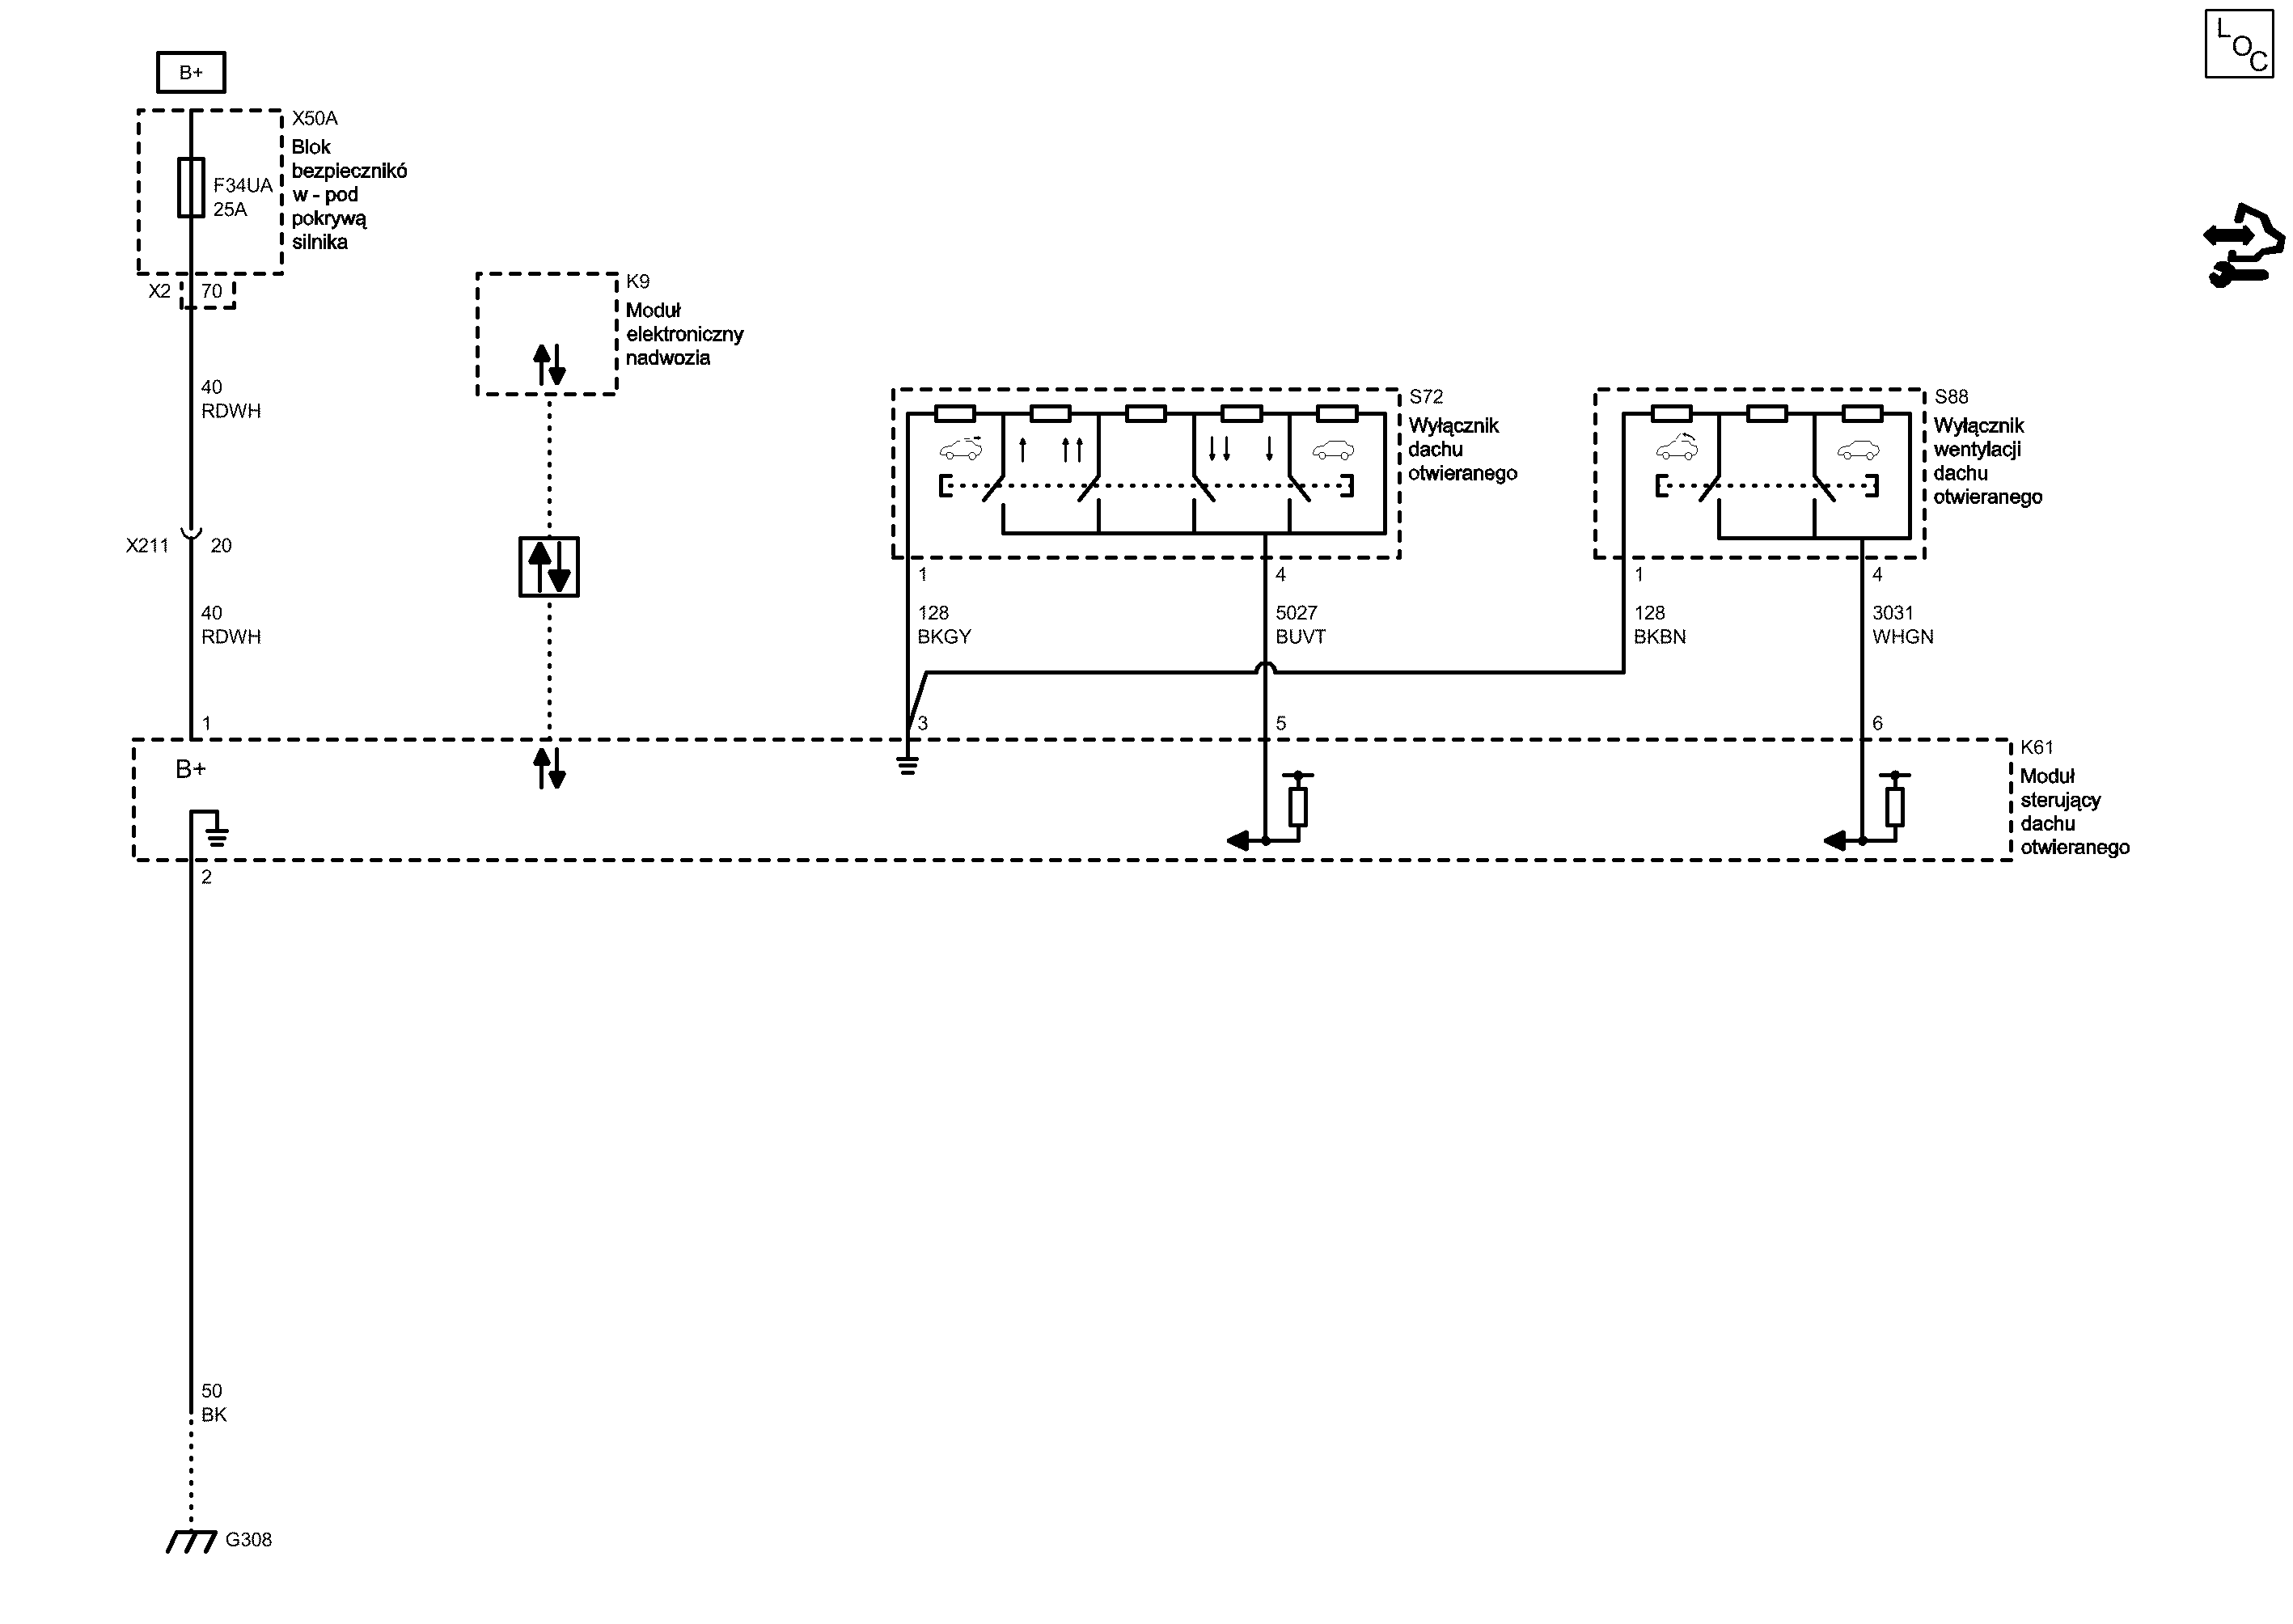 LOC
B+
X50A
Blok
bezpiecznikó
w - pod
pokrywą
silnika
F34UA
25A
X2
70
K9
Moduł
elektroniczny
nadwozia
40
RDWH
X211
20
40
RDWH
1
S72
Wyłącznik
dachu
otwieranego
1
4
128
BKGY
5027
BUVT
S88
Wyłącznik
wentylacji
dachu
otwieranego
1
4
128
BKBN
3031
WHGN
3
5
6
B+
K61
Moduł
sterujący
dachu
otwieranego
2
50
BK
G308